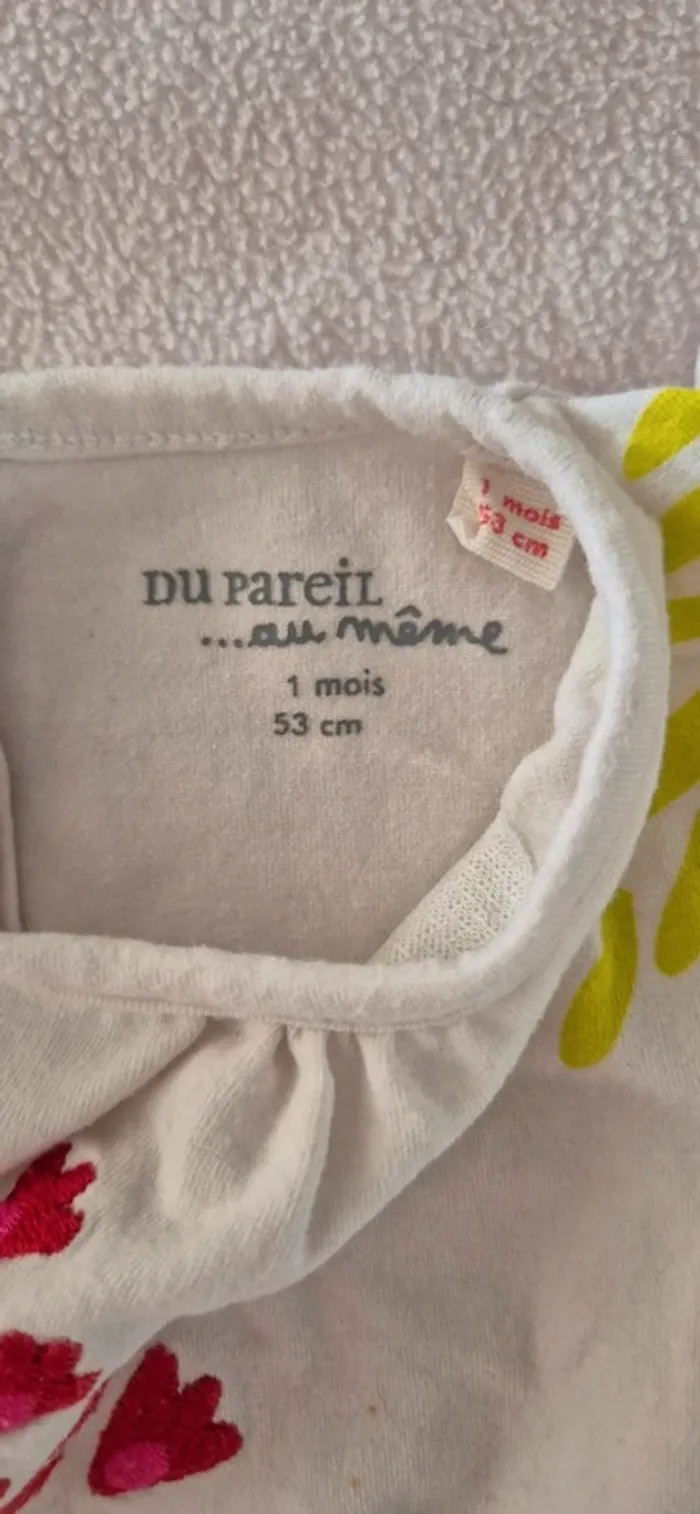 1 mois
53 cm
DU PareiL
...au même
1 mois
53 cm